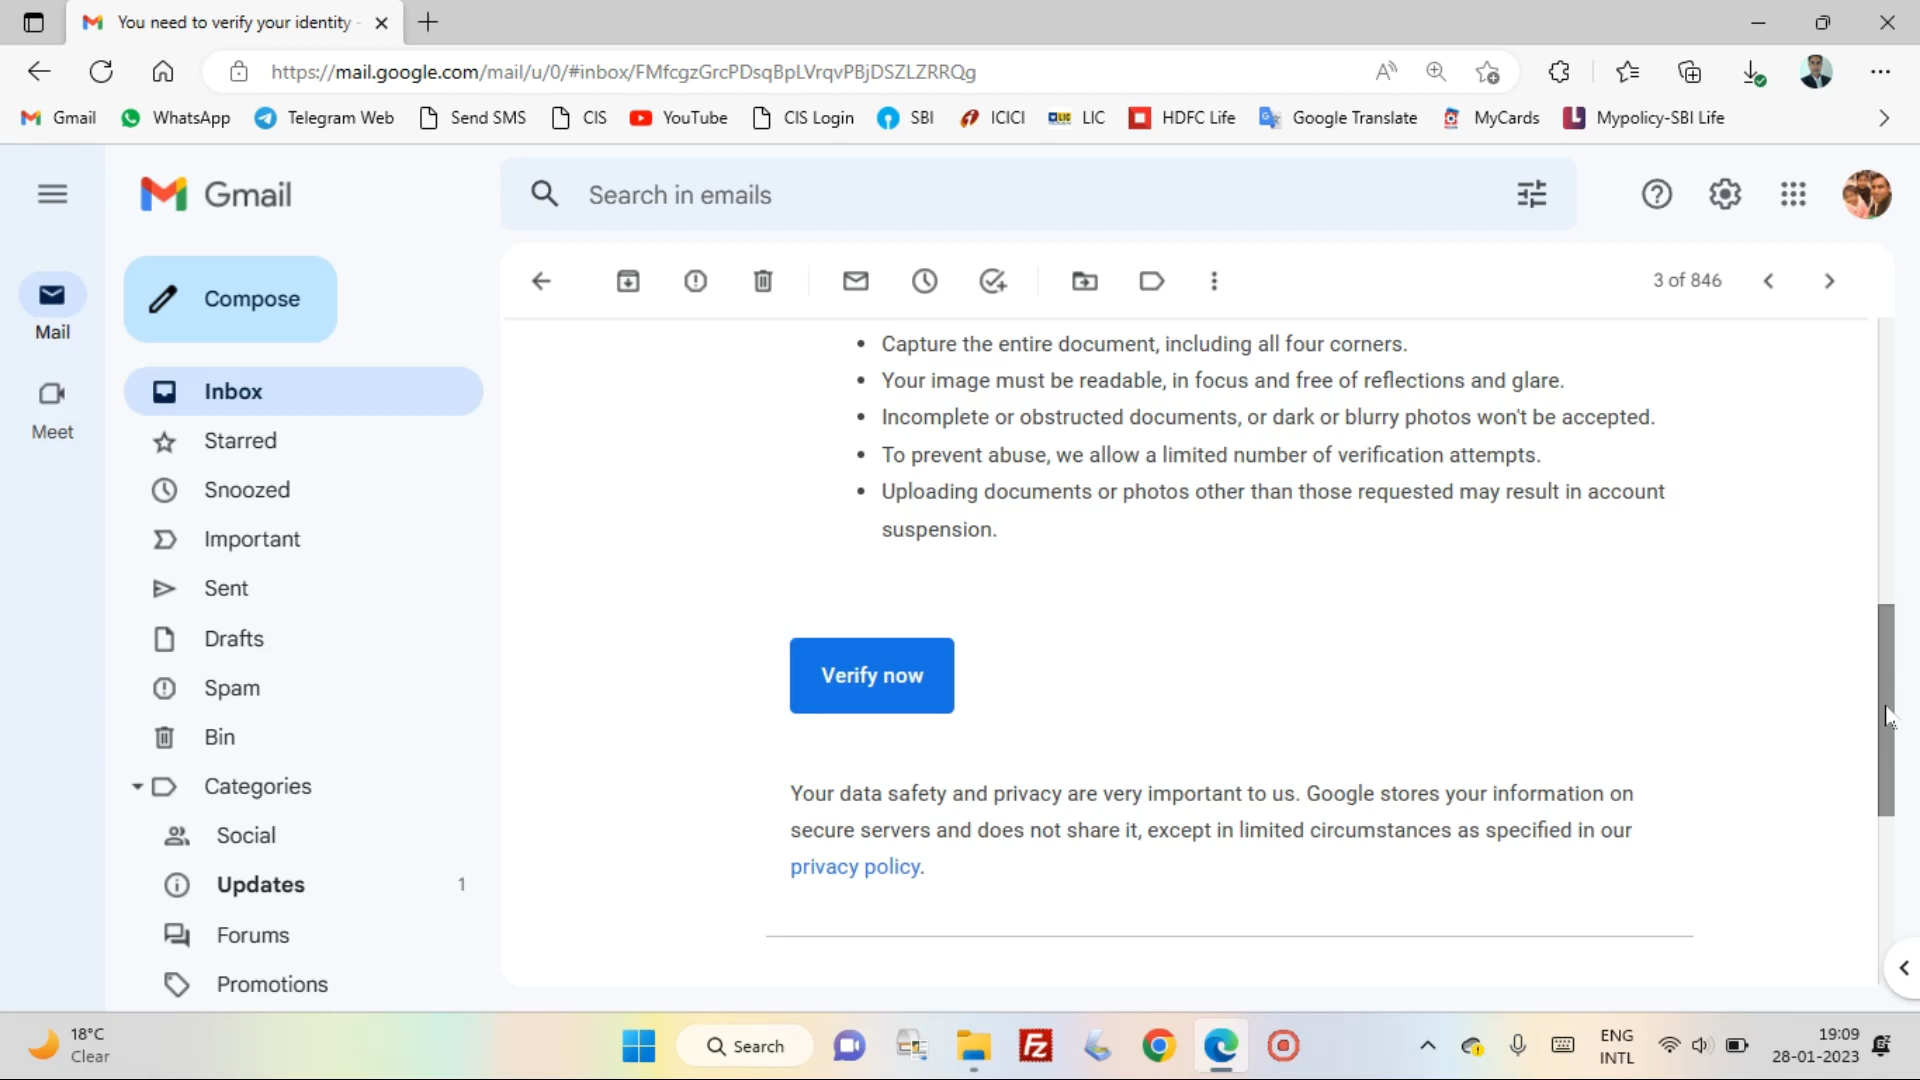 You need to verify your identity -
https://mail.google.com/mail/u/0/#inbox/FMfcgzGrcPDsqBpLVrqvPBjDSZLZRRQg
Gmail WhatsApp Telegram Web Send SMS CIS YouTube CIS Login SBI ICICI LIC HDFC Life Google Translate MyCards Mypolicy-SBI Life
Gmail
Search in emails
Compose
3 of 846
Mail
Meet
Inbox
Starred
Snoozed
Important
Sent
Drafts
Spam
Bin
Categories
Social
Updates 1
Forums
Promotions
• Capture the entire document, including all four corners.
• Your image must be readable, in focus and free of reflections and glare.
• Incomplete or obstructed documents, or dark or blurry photos won't be accepted.
• To prevent abuse, we allow a limited number of verification attempts.
• Uploading documents or photos other than those requested may result in account
suspension.
Verify now
Your data safety and privacy are very important to us. Google stores your information on
secure servers and does not share it, except in limited circumstances as specified in our
privacy policy.
18°C
Clear
Search
ENG
INTL
19:09
28-01-2023